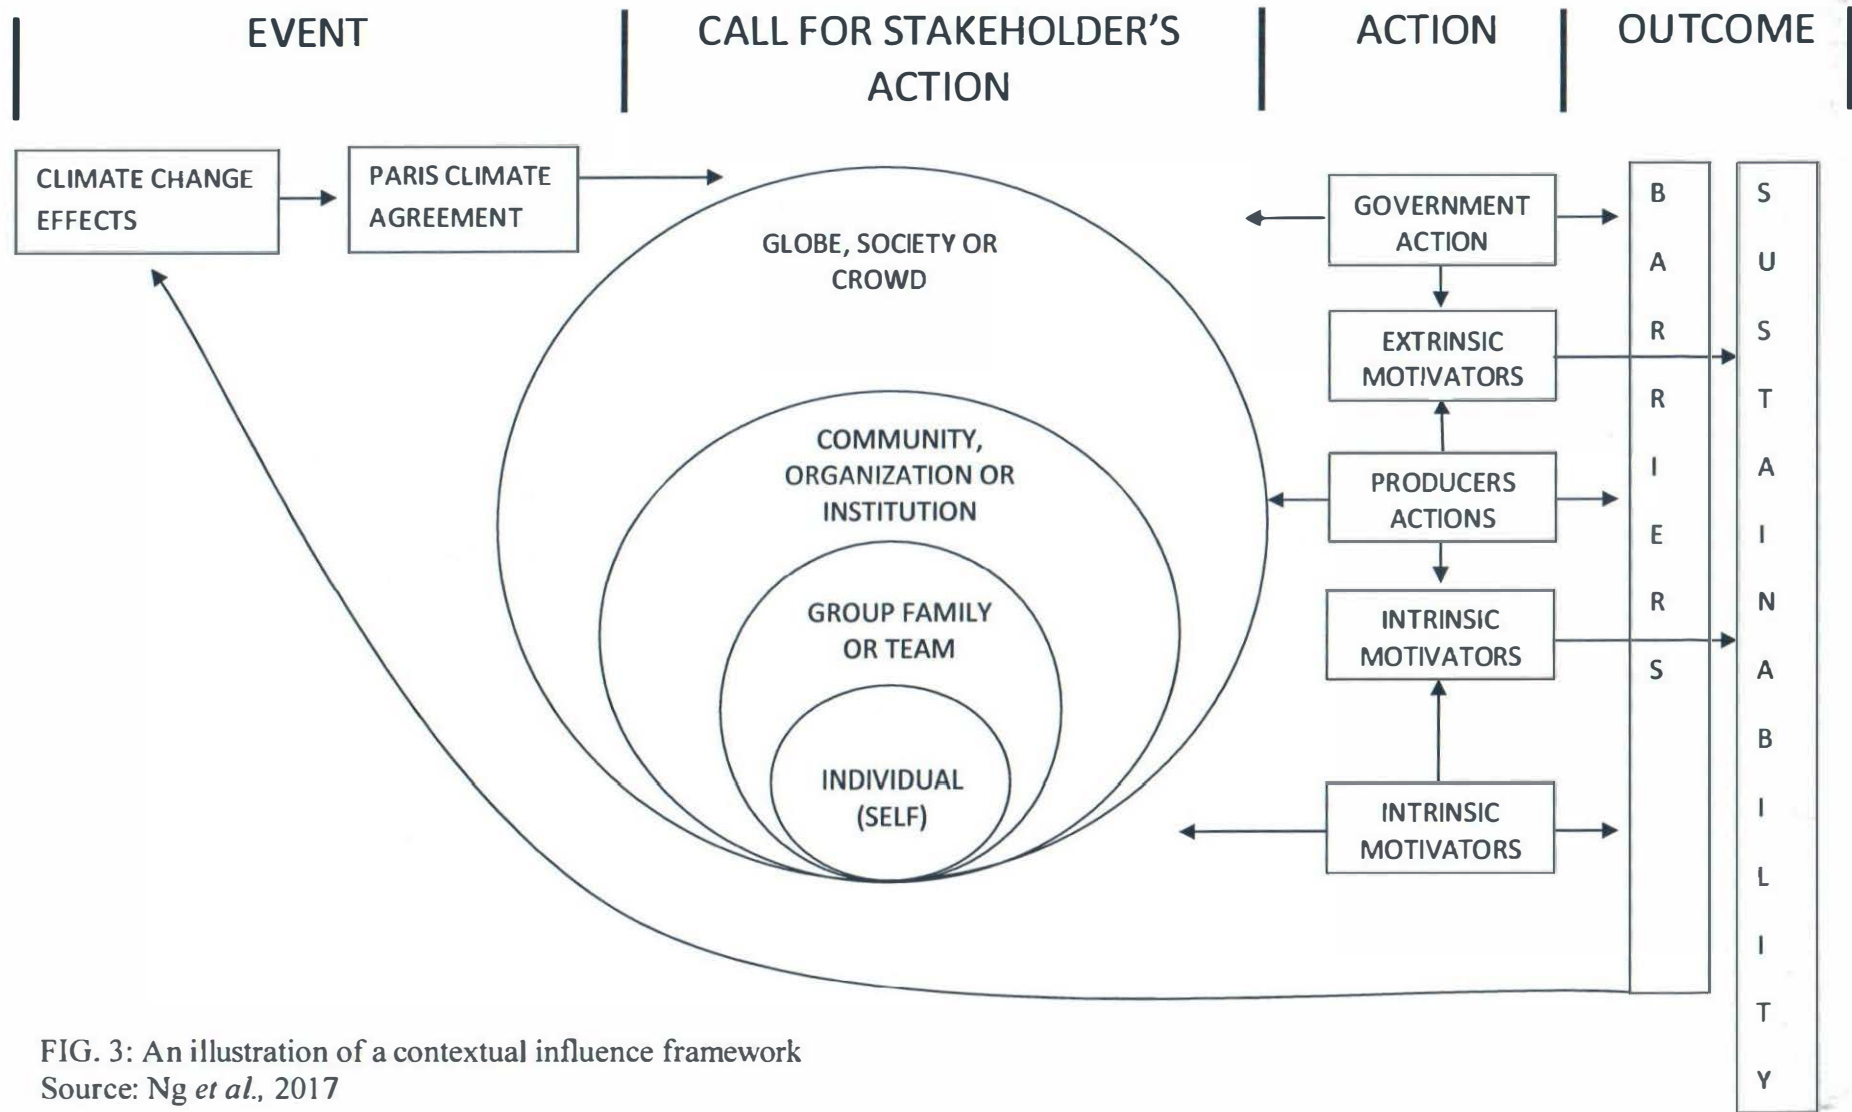 EVENT
CALL FOR STAKEHOLDER'S
ACTION
ACTION
OUTCOME
CLIMATE CHANGE
EFFECTS
PARIS CLIMATE
AGREEMENT
GLOBE, SOCIETY OR
CROWD
COMMUNITY,
ORGANIZATION OR
INSTITUTION
GROUP FAMILY
OR TEAM
INDIVIDUAL
(SELF)
GOVERNMENT
ACTION
EXTRINSIC
MOTIVATORS
PRODUCERS
ACTIONS
INTRINSIC
MOTIVATORS
INTRINSIC
MOTIVATORS
BARRIERS
SUSTAINABILITY
FIG. 3: An illustration of a contextual influence framework
Source: Ng et al., 2017